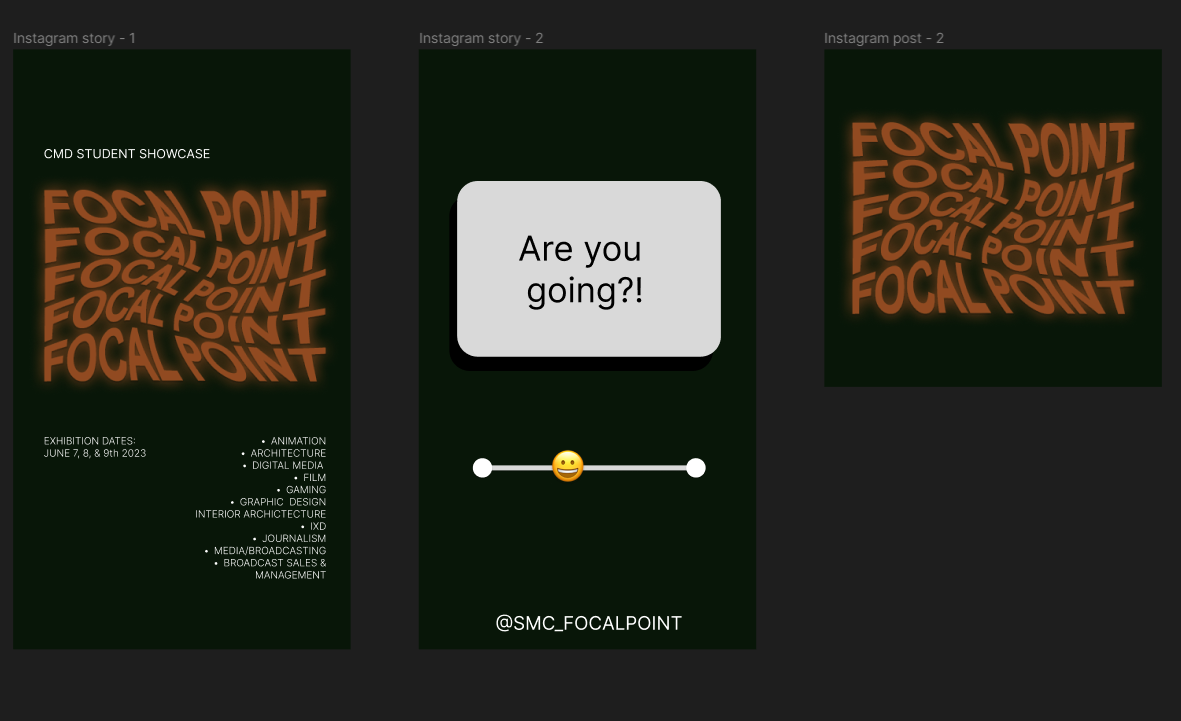 Instagram story - 1
CMD STUDENT SHOWCASE
FOCAL POINT
FOCAL POINT
FOCAL POINT
FOCAL POINT
FOCAL POINT
EXHIBITION DATES:
JUNE 7, 8, & 9th 2023
• ANIMATION
• ARCHITECTURE
• DIGITAL MEDIA
• FILM
• GAMING
• GRAPHIC DESIGN
INTERIOR ARCHICTECTURE
• IXD
• JOURNALISM
• MEDIA/BROADCASTING
• BROADCAST SALES &
MANAGEMENT
Instagram story - 2
Are you
going?!
@SMC_FOCALPOINT
Instagram post - 2
FOCAL POINT
FOCAL POINT
FOCAL POINT
FOCAL POINT
FOCAL POINT